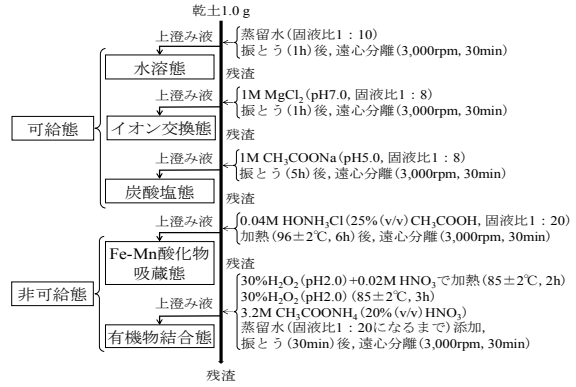 乾土1.0 g
蒸留水(固液比1：10)
上澄み液
振とう(1h)後, 遠心分離(3,000rpm, 30min)
水溶態
残渣
上澄み液
1M MgCl₂(pH7.0, 固液比1：8)
振とう(1h)後, 遠心分離(3,000rpm, 30min)
可給態
イオン交換態
残渣
上澄み液
1M CH₃COONa(pH5.0, 固液比1：8)
振とう(5h)後, 遠心分離(3,000rpm, 30min)
炭酸塩態
残渣
上澄み液
0.04M HONH₃Cl(25%(v/v) CH₃COOH, 固液比1：20)
加熱(96±2℃, 6h)後, 遠心分離(3,000rpm, 30min)
Fe-Mn酸化物
吸蔵態
残渣
非可給態
30%H₂O₂(pH2.0)+0.02M HNO₃で加熱(85±2℃, 2h)
30%H₂O₂(pH2.0) (85±2℃, 3h)
上澄み液
3.2M CH₃COONH₄(20%(v/v) HNO₃)
蒸留水(固液比1：20になるまで)添加,
有機物結合態
振とう(30min)後, 遠心分離(3,000rpm, 30min)
残渣